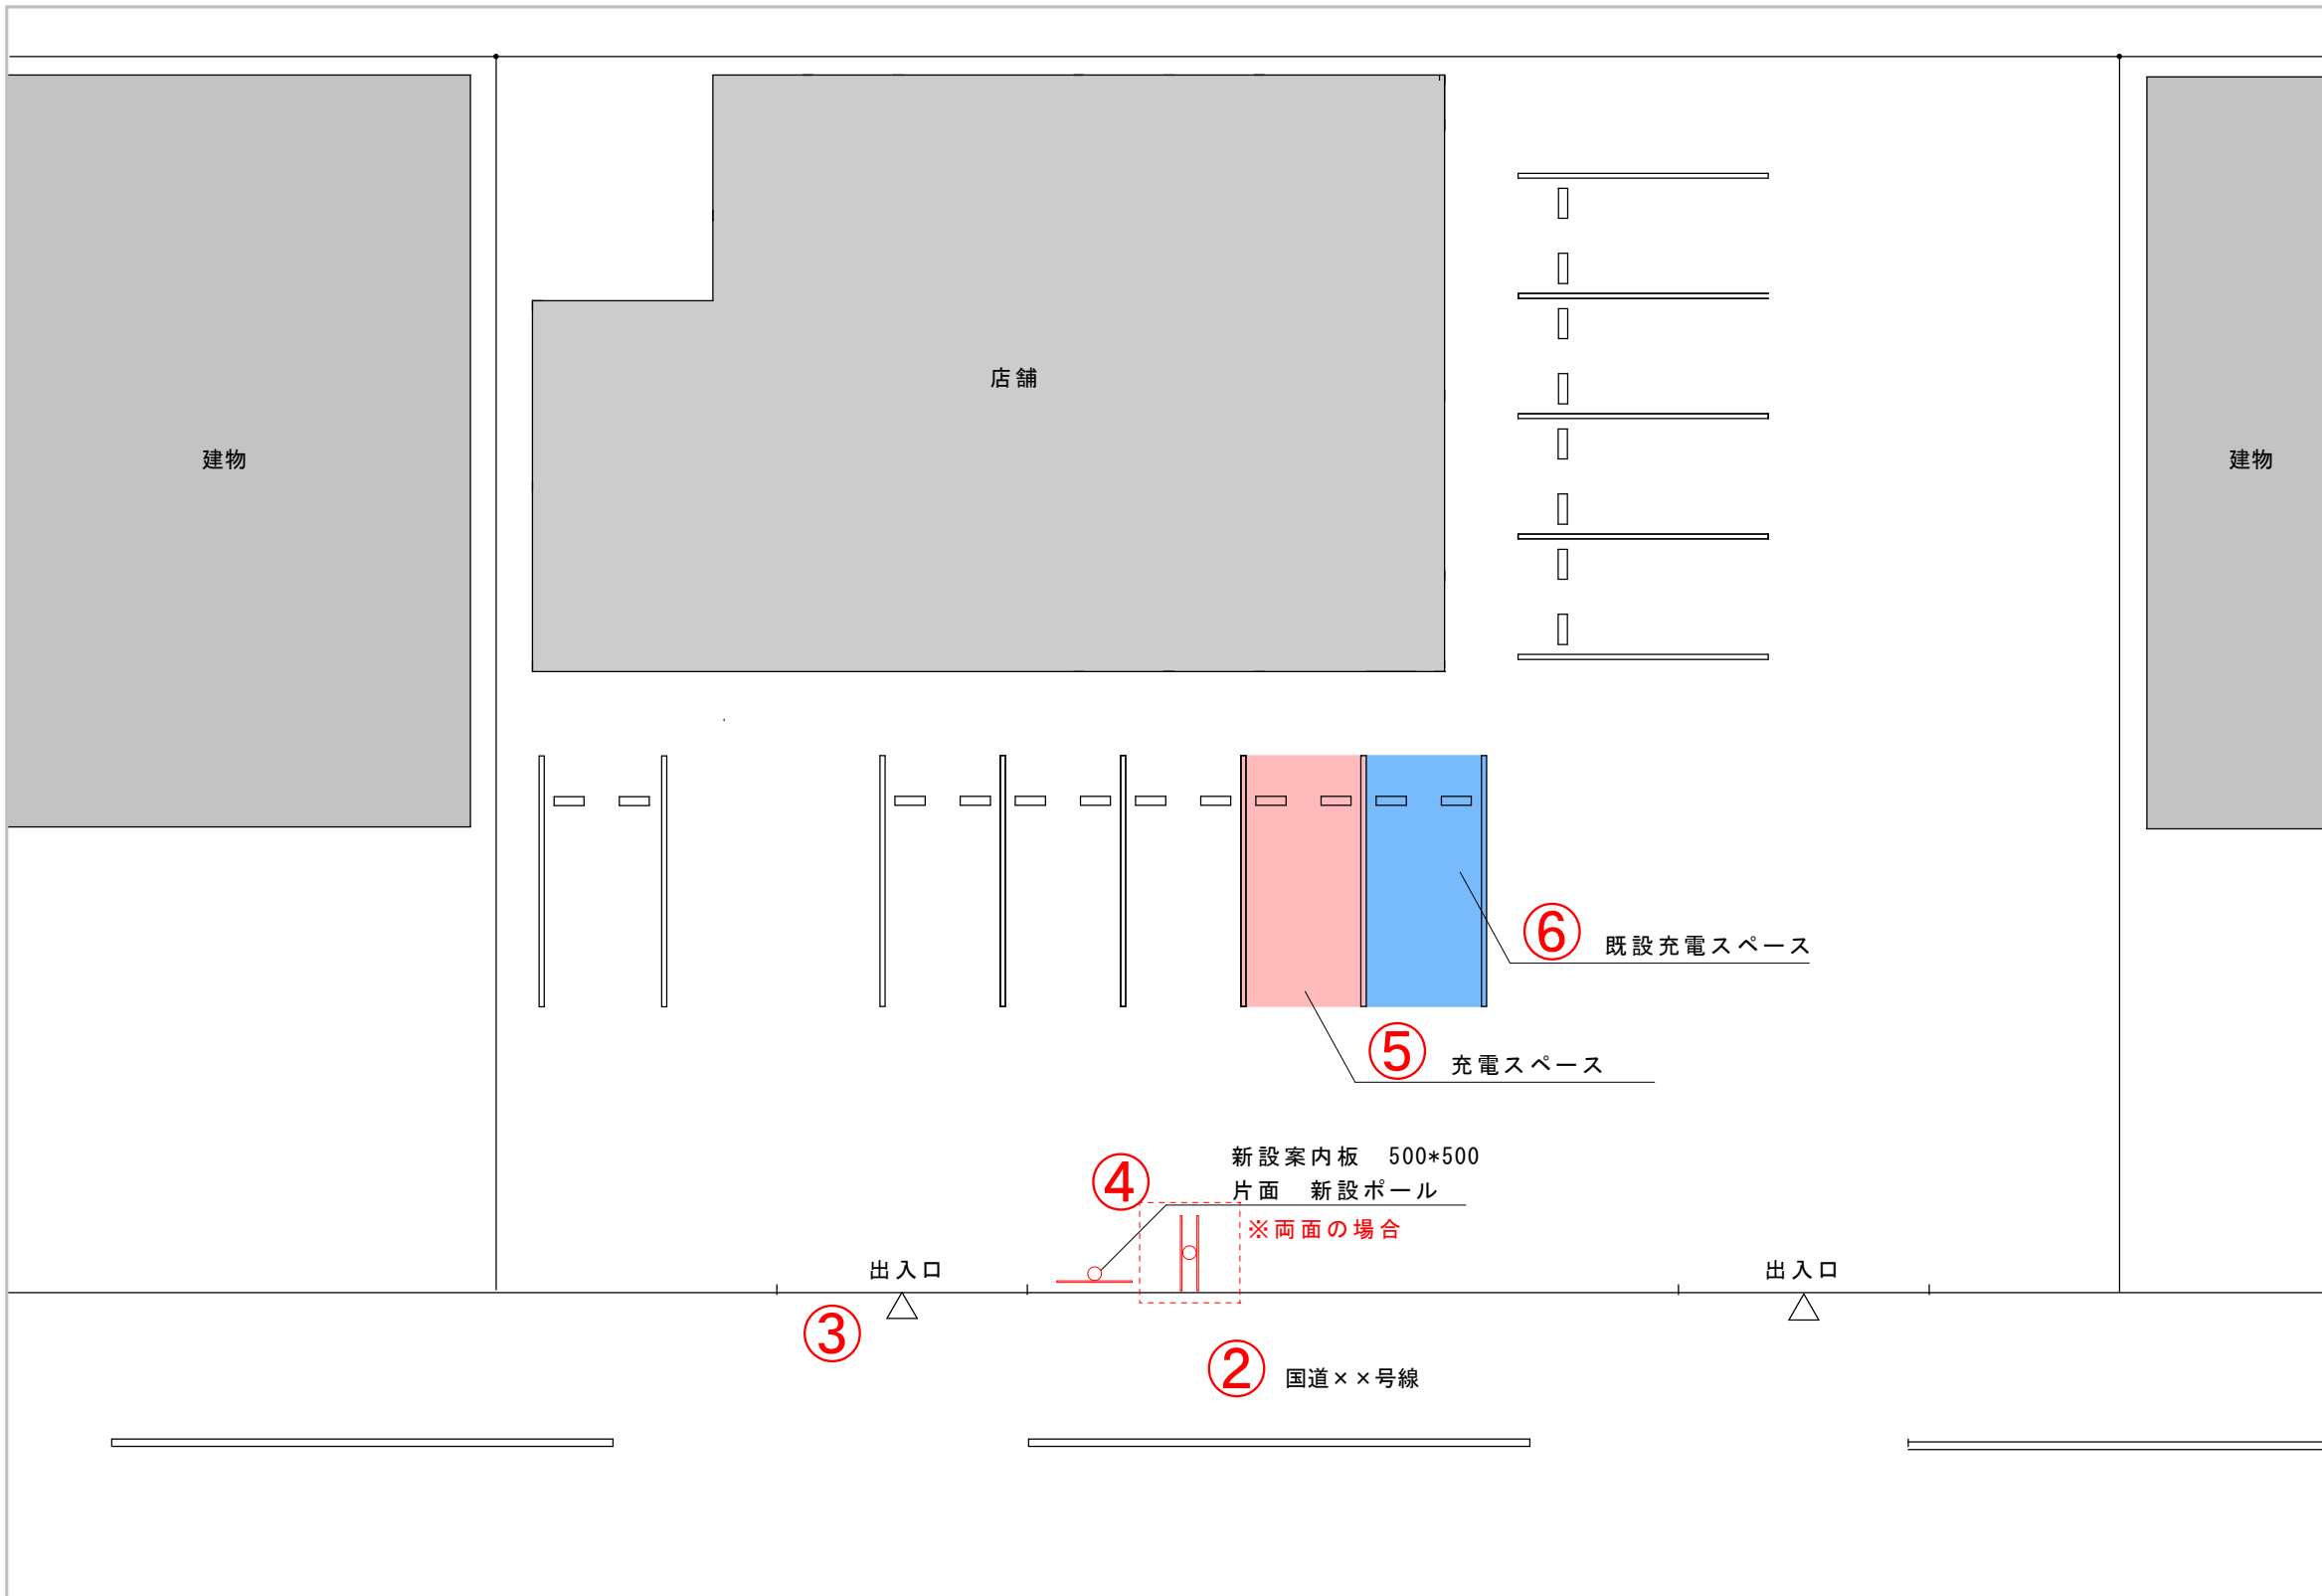 店舗
建物
建物
⑥ 既設充電スペース
⑤ 充電スペース
④ 新設案内板 500*500
片面 新設ポール
※両面の場合
出入口
出入口
③
② 国道××号線